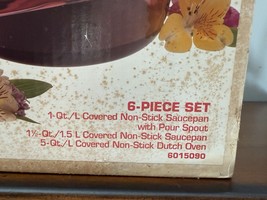 6-PIECE SET
1-Qt./L Covered Non-Stick Saucepan
with Pour Spout
1½-Qt./1.5 L Covered Non-Stick Saucepan
5-Qt./L Covered Non-Stick Dutch Oven
6015090